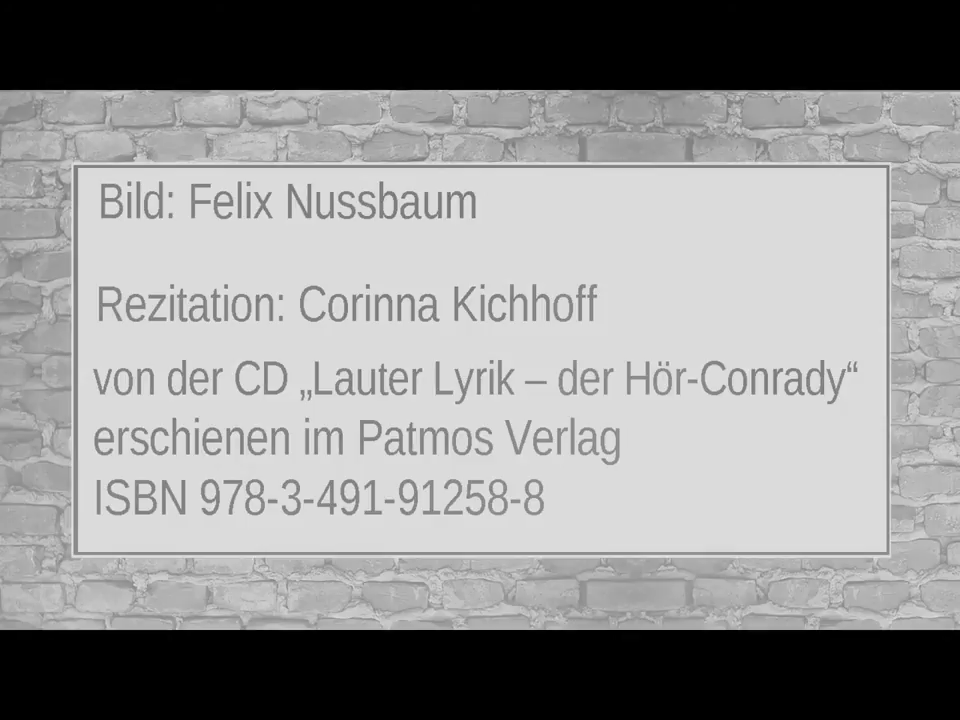 Bild: Felix Nussbaum
Rezitation: Corinna Kichhoff
von der CD „Lauter Lyrik – der Hör-Conrady“
erschienen im Patmos Verlag
ISBN 978-3-491-91258-8